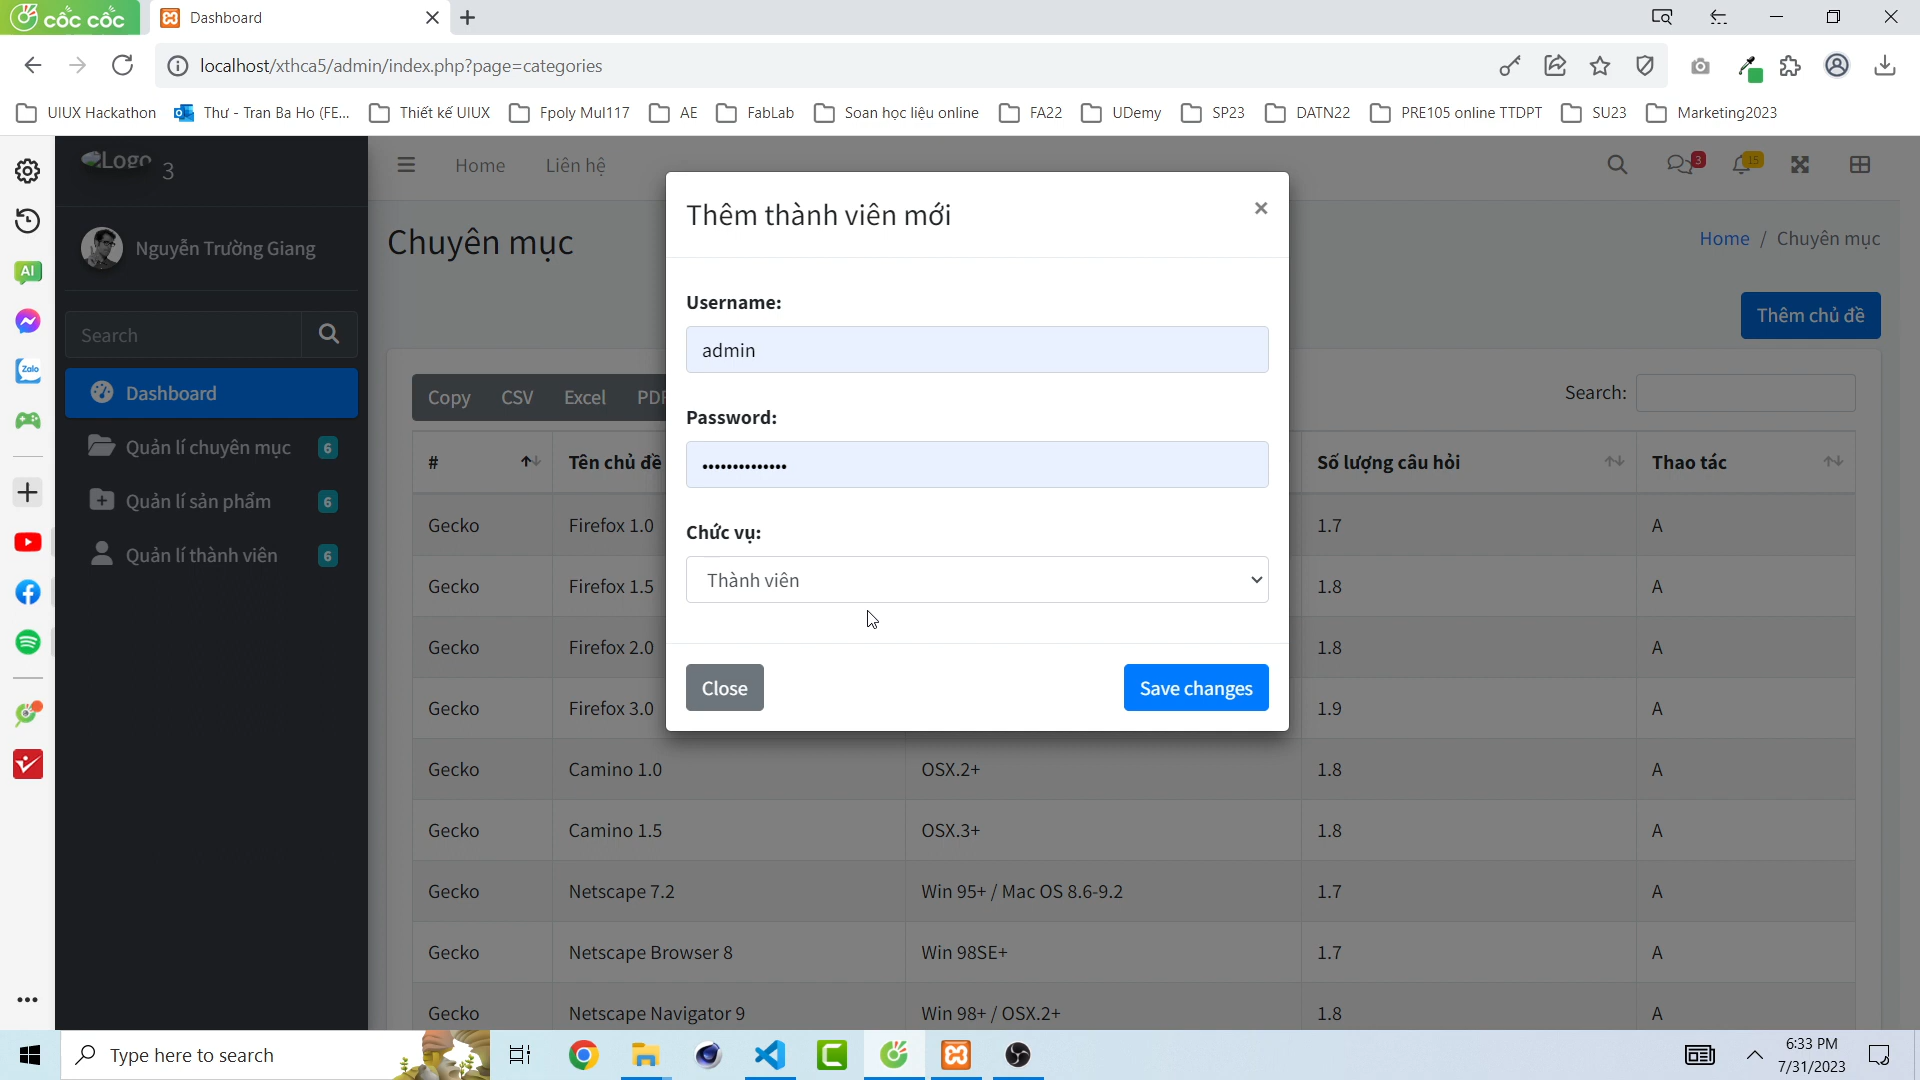 cốc cốc
Dashboard
localhost/xthca5/admin/index.php?page=categories
UIUX Hackathon
Thư - Tran Ba Ho (FE...
Thiết kế UIUX
Fpoly Mul117
AE
FabLab
Soan học liệu online
FA22
UDemy
SP23
DATN22
PRE105 online TTDPT
SU23
Marketing2023
Logo
3
Home
Liên hệ
3
15
AI
Zalo
Nguyễn Trường Giang
Search
Dashboard
Quản lí chuyên mục 6
Quản lí sản phẩm 6
Quản lí thành viên 6
Chuyên mục
Home / Chuyên mục
Thêm chủ đề
Copy CSV Excel PDF
Search:
# Tên chủ đề Số lượng câu hỏi Thao tác
Gecko Firefox 1.0 1.7 A
Gecko Firefox 1.5 1.8 A
Gecko Firefox 2.0 1.8 A
Gecko Firefox 3.0 1.9 A
Gecko Camino 1.0 OSX.2+ 1.8 A
Gecko Camino 1.5 OSX.3+ 1.8 A
Gecko Netscape 7.2 Win 95+ / Mac OS 8.6-9.2 1.7 A
Gecko Netscape Browser 8 Win 98SE+ 1.7 A
Gecko Netscape Navigator 9 Win 98+ / OSX.2+ 1.8 A
Thêm thành viên mới
×
Username:
admin
Password:
••••••••••••••
Chức vụ:
Thành viên
Close
Save changes
Type here to search
6:33 PM
7/31/2023